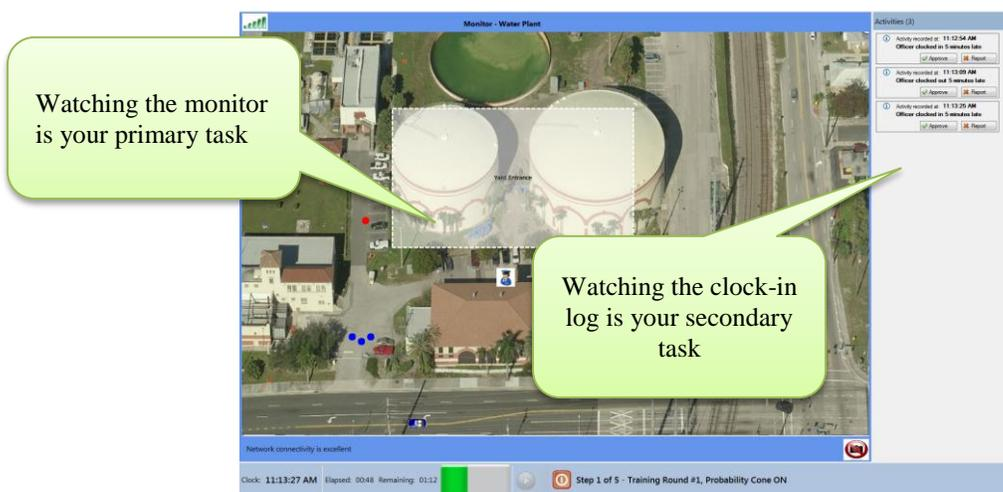 Monitor - Water Plant
Activities (3)
Activity recorded at: 11:12:54 AM
Officer clocked in 5 minutes late
Approve Report
Activity recorded at: 11:13:09 AM
Officer clocked out 5 minutes late
Approve Report
Activity recorded at: 11:13:25 AM
Officer clocked in 5 minutes late
Approve Report
Watching the monitor
is your primary task
Yard Entrance
Watching the clock-in
log is your secondary
task
Network connectivity is excellent
Clock: 11:13:27 AM Elapsed: 00:48 Remaining: 01:12
Step 1 of 5 - Training Round #1, Probability Cone ON